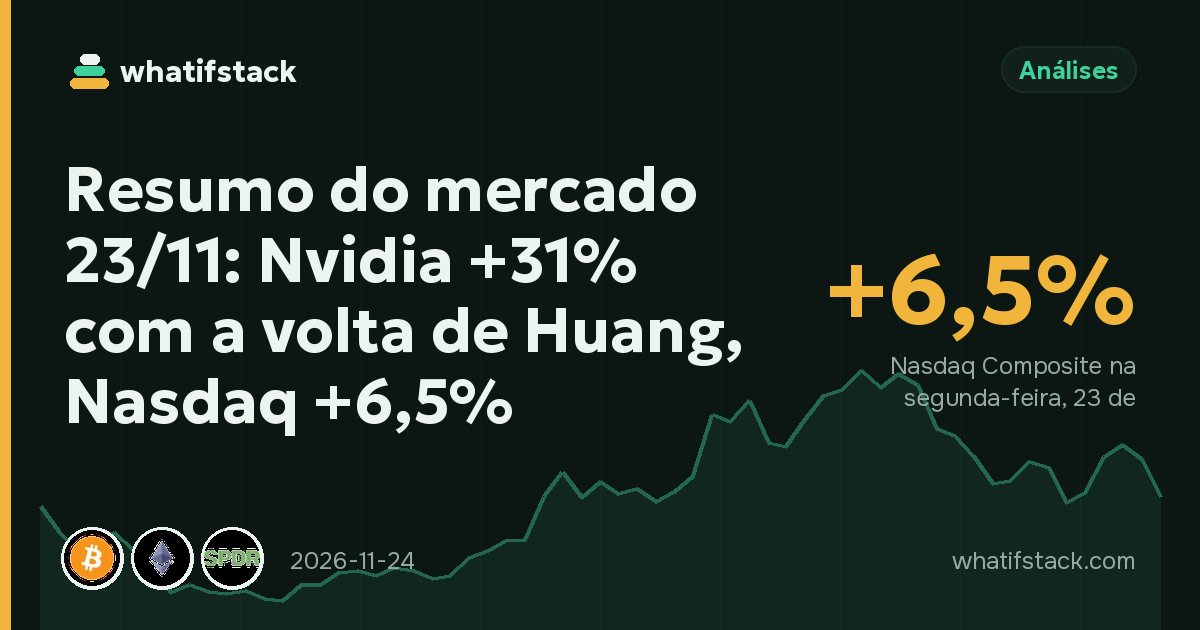 whatifstack
Análises
Resumo do mercado
23/11: Nvidia +31%
com a volta de Huang,
Nasdaq +6,5%
+6,5%
Nasdaq Composite na
segunda-feira, 23 de
SPDR
2026-11-24
whatifstack.com